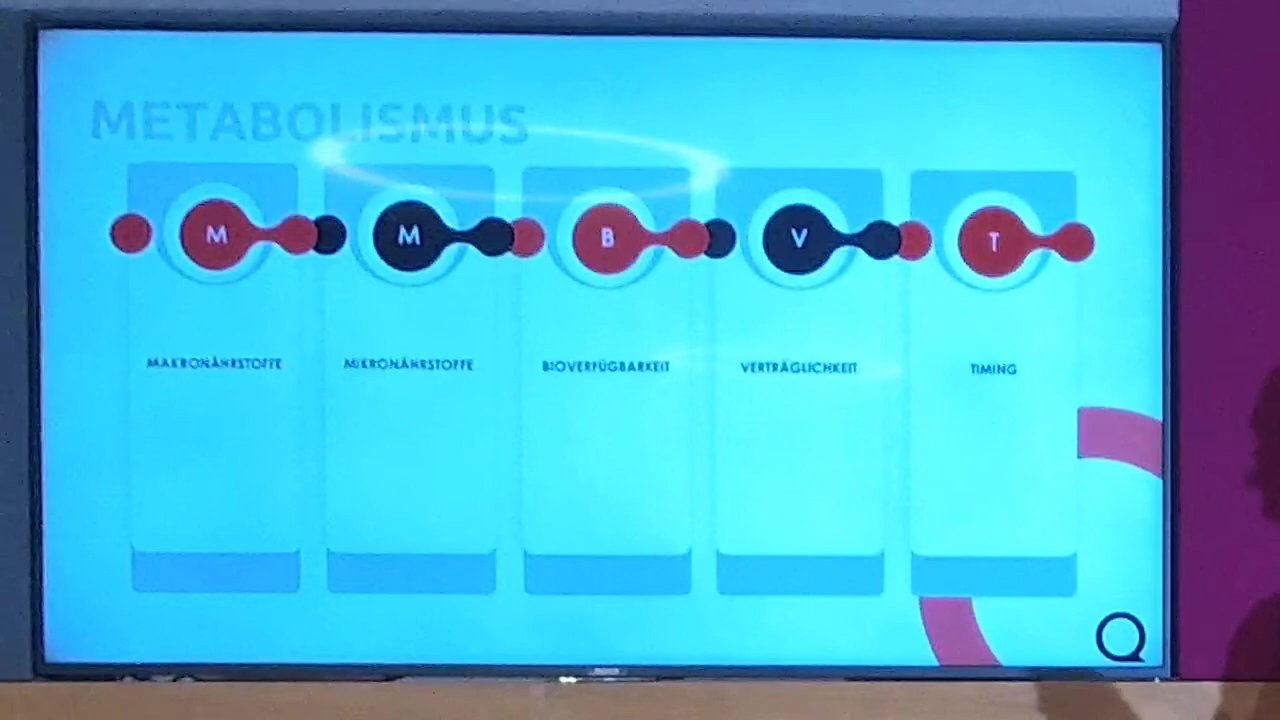 METABOLISMUS
M M B V T
MAKRONÄHRSTOFFE MIKRONÄHRSTOFFE BIOVERFÜGBARKEIT VERTRÄGLICHKEIT TIMING